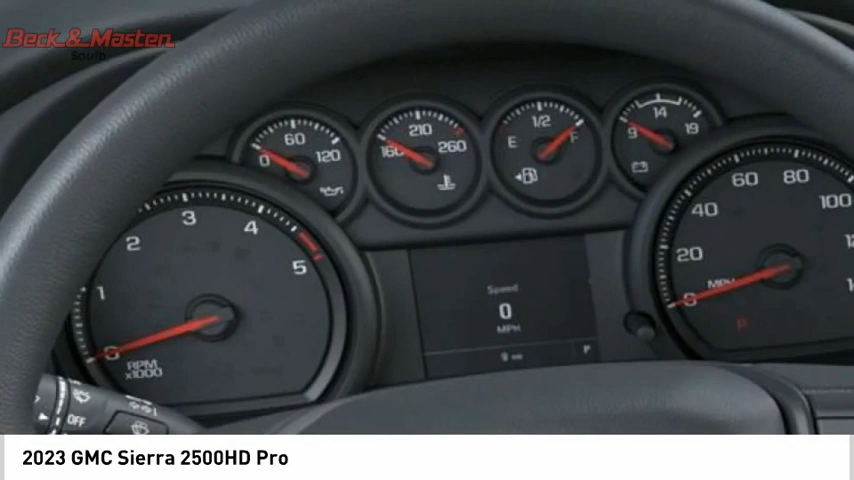 Beck & Masten
South
60
0
120
210
160
260
1/2
E
F
14
9
19
3
2
4
1
5
0
RPM
x1000
60
80
40
100
20
MPH
0
P
Speed
0
MPH
P
OFF
2023 GMC Sierra 2500HD Pro